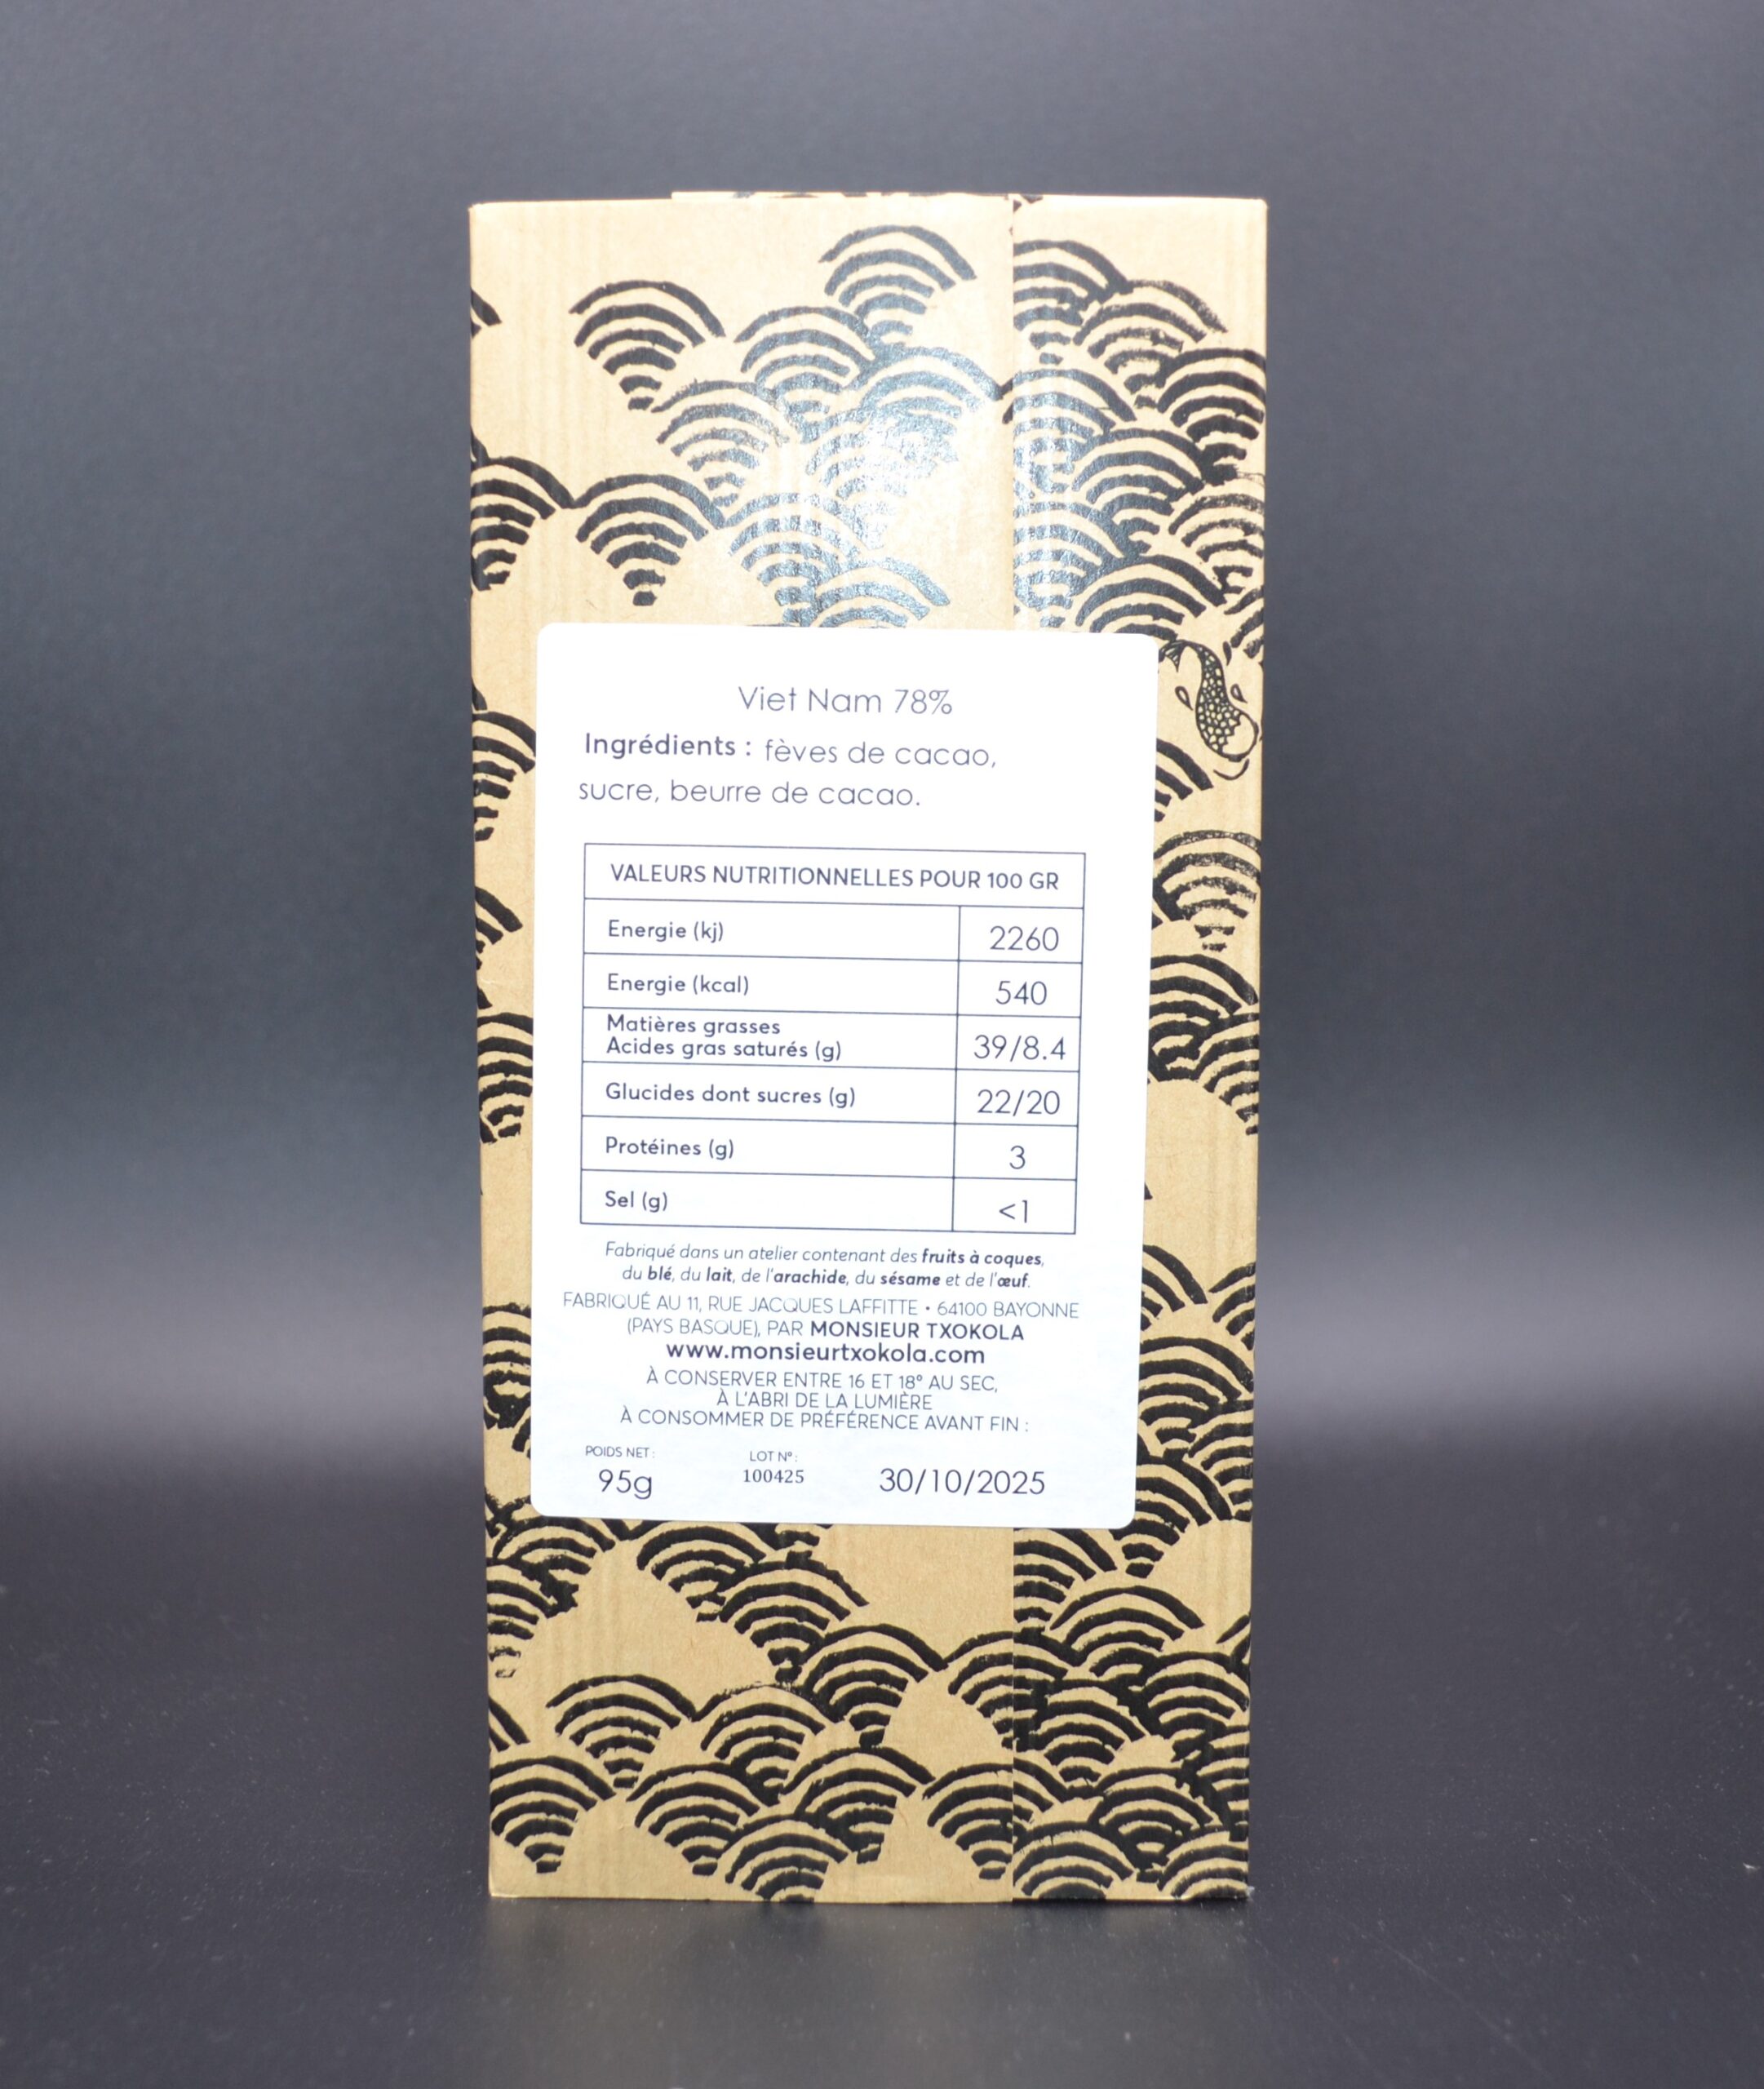 Viet Nam 78%
Ingrédients : fèves de cacao,
sucre, beurre de cacao.
VALEURS NUTRITIONNELLES POUR 100 GR
Energie (kj) 2260
Energie (kcal) 540
Matières grasses
Acides gras saturés (g) 39/8.4
Glucides dont sucres (g) 22/20
Protéines (g) 3
Sel (g) <1
Fabriqué dans un atelier contenant des fruits à coques,
du blé, du lait, de l'arachide, du sésame et de l'œuf.
FABRIQUÉ AU 11, RUE JACQUES LAFFITTE • 64100 BAYONNE
(PAYS BASQUE), PAR MONSIEUR TXOKOLA
www.monsieurtxokola.com
À CONSERVER ENTRE 16 ET 18° AU SEC,
À L'ABRI DE LA LUMIÈRE
À CONSOMMER DE PRÉFÉRENCE AVANT FIN :
POIDS NET : LOT N° :
95g 100425 30/10/2025